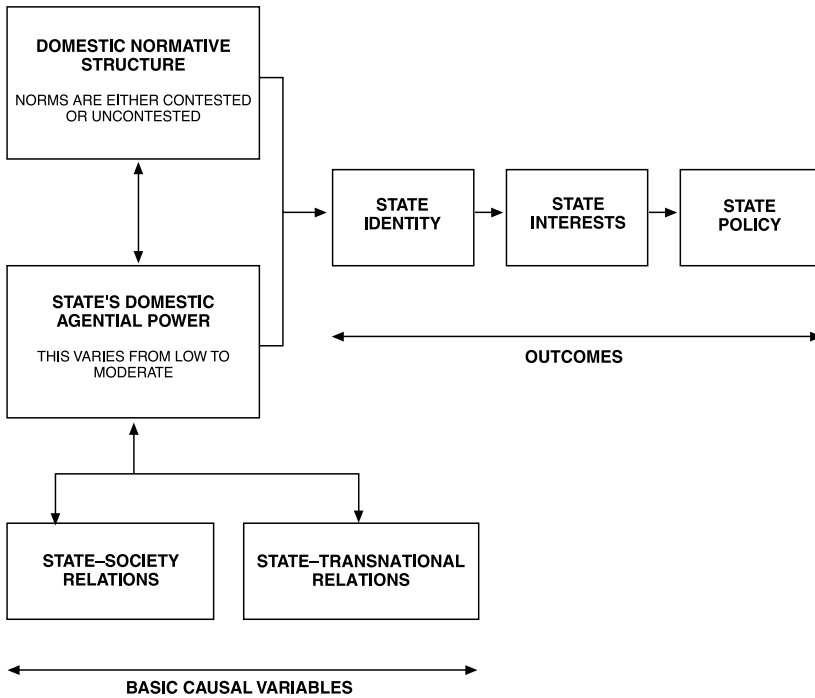 DOMESTIC NORMATIVE
STRUCTURE
NORMS ARE EITHER CONTESTED
OR UNCONTESTED
STATE
IDENTITY
STATE
INTERESTS
STATE
POLICY
STATE'S DOMESTIC
AGENTIAL POWER
THIS VARIES FROM LOW TO
MODERATE
OUTCOMES
STATE–SOCIETY
RELATIONS
STATE–TRANSNATIONAL
RELATIONS
BASIC CAUSAL VARIABLES